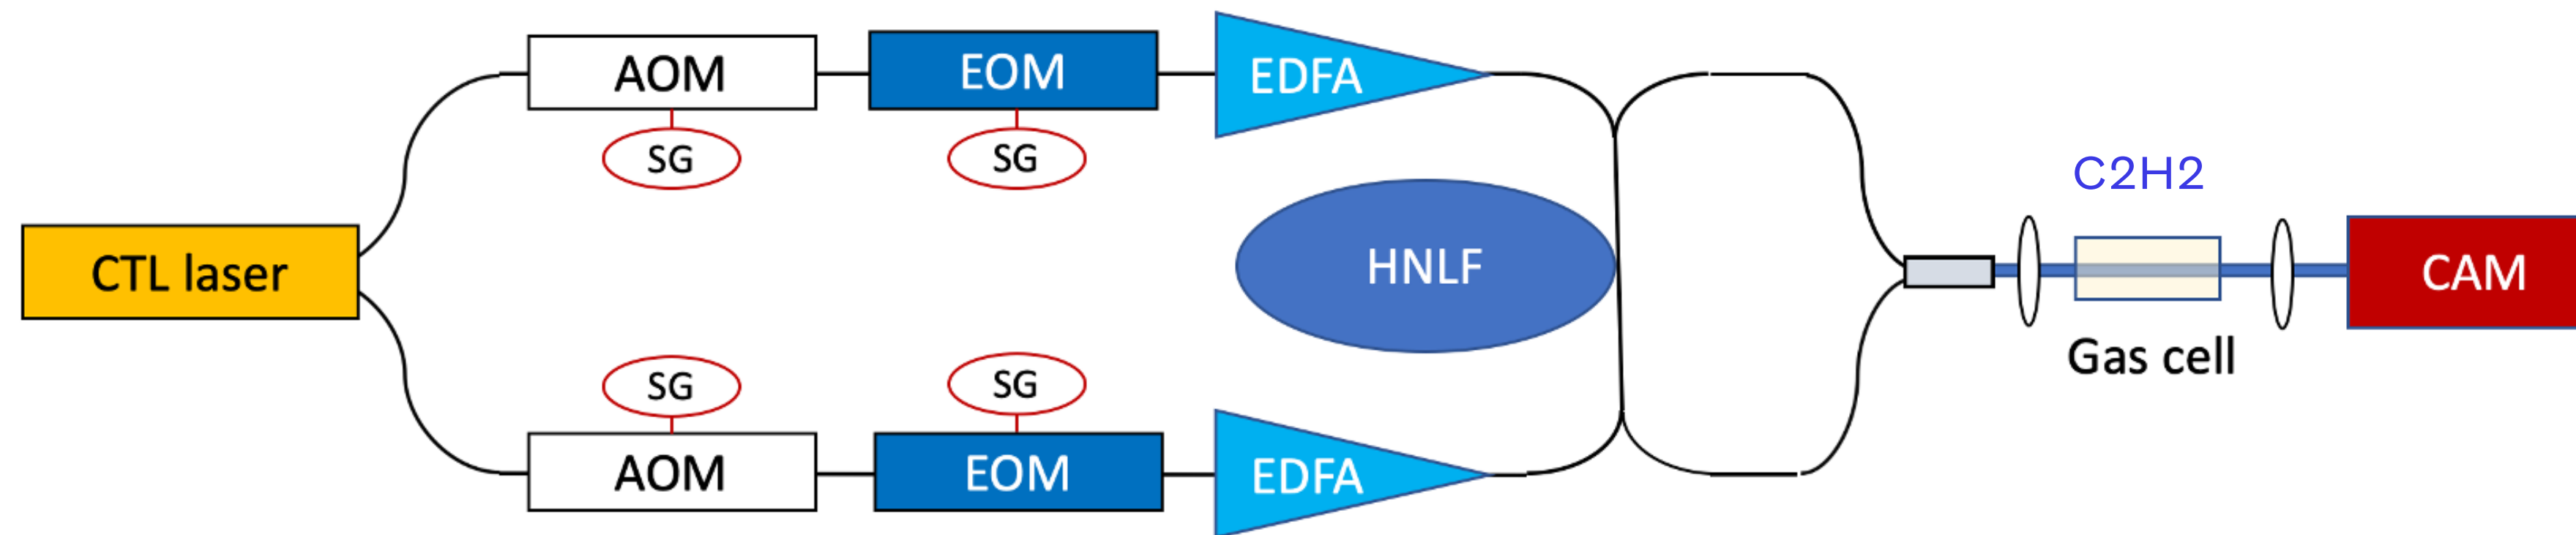 AOM
EOM
EDFA
SG
SG
C2H2
CTL laser
HNLF
CAM
Gas cell
SG
SG
AOM
EOM
EDFA